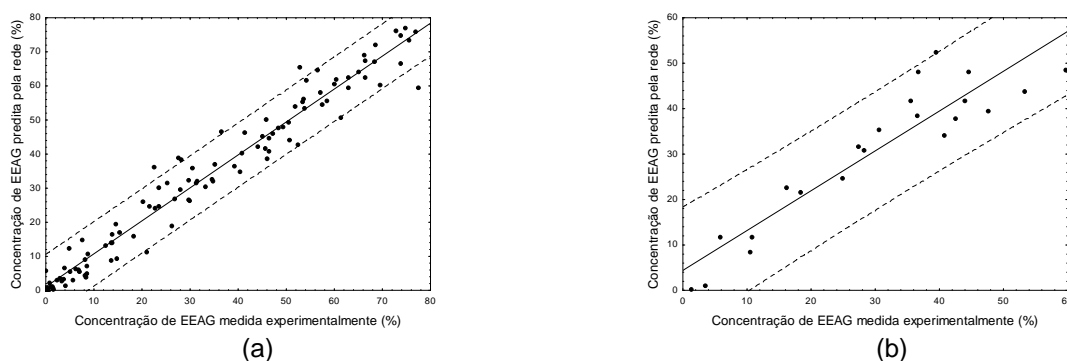 Concentração de EEAG predita pela rede (%)
80
70
60
50
40
30
20
10
0
0 10 20 30 40 50 60 70 80
Concentração de EEAG medida experimentalmente (%)
(a)
Concentração de EEAG predita pela rede (%)
60
50
40
30
20
10
0
0 10 20 30 40 50 60
Concentração de EEAG medida experimentalmente (%)
(b)